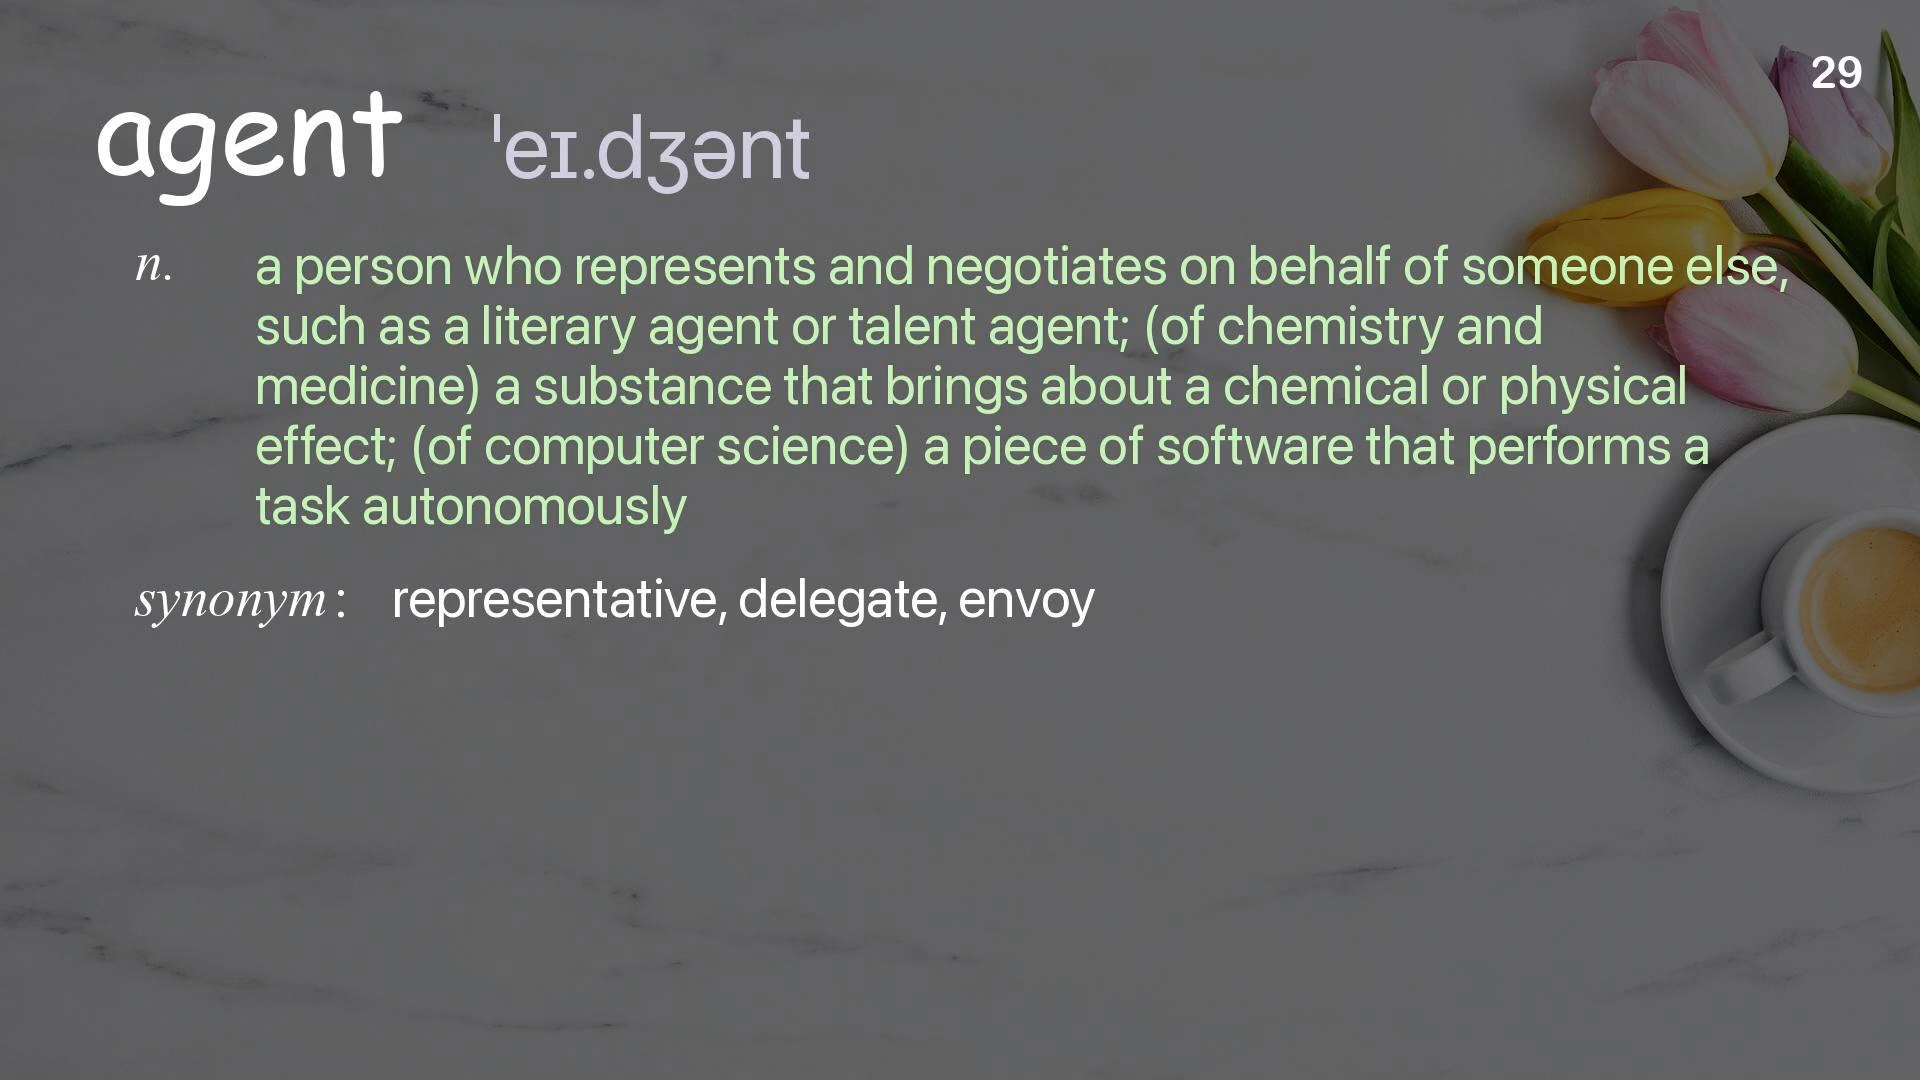 29
agent ˈeɪ.dʒənt
n. a person who represents and negotiates on behalf of someone else,
such as a literary agent or talent agent; (of chemistry and
medicine) a substance that brings about a chemical or physical
effect; (of computer science) a piece of software that performs a
task autonomously
synonym: representative, delegate, envoy